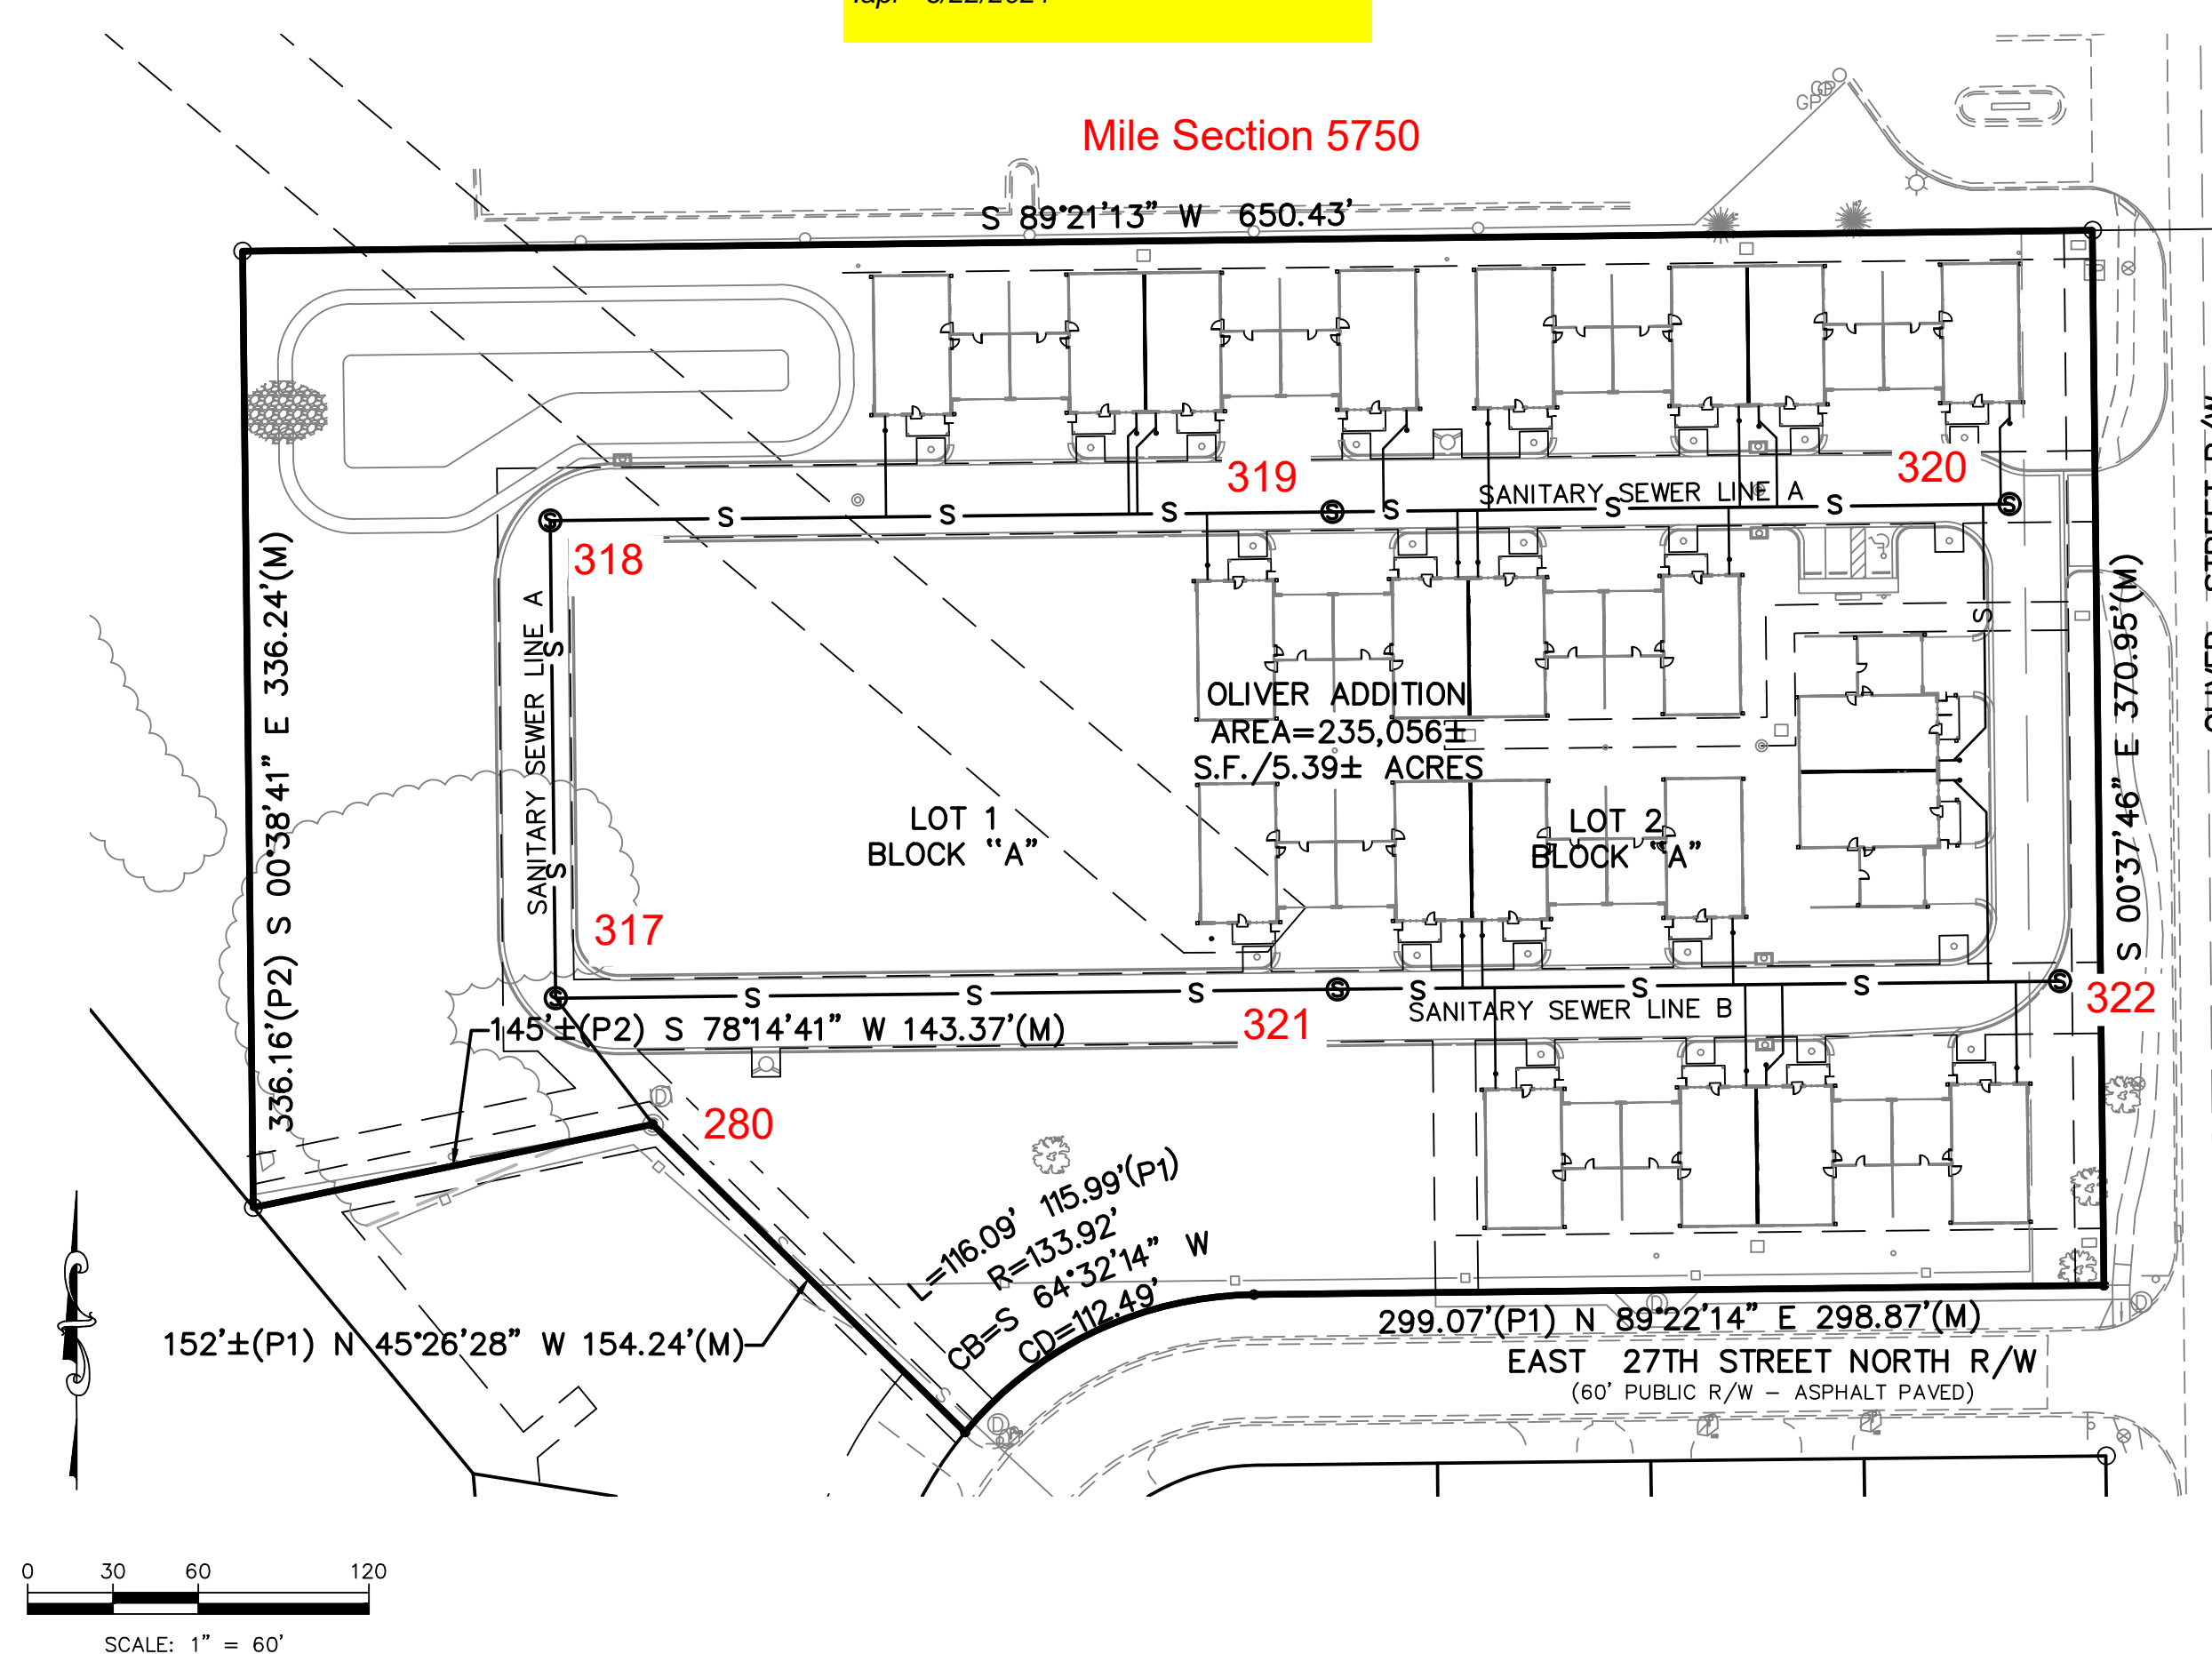 Mile Section 5750
S 89°21'13" W 650.43'
GP
GP
319
320
SANITARY SEWER LINE A
S S S S S S
318
336.16'(P2) S 00°38'41" E 336.24'(M)
SANITARY SEWER LINE A
S S
S
S 00°37'46" E 370.95'(M)
OLIVER STREET R/W
OLIVER ADDITION
AREA=235,056±
S.F./5.39± ACRES
LOT 1
BLOCK "A"
LOT 2
BLOCK "A"
317
S S S S S S
322
321
SANITARY SEWER LINE B
145'±(P2) S 78°14'41" W 143.37'(M)
D
280
L=116.09' 115.99'(P1)
R=133.92'
CB=S 64°32'14" W
CD=112.49'
152'±(P1) N 45°26'28" W 154.24'(M)
D
D
D
299.07'(P1) N 89°22'14" E 298.87'(M)
EAST 27TH STREET NORTH R/W
(60' PUBLIC R/W - ASPHALT PAVED)
0 30 60 120
SCALE: 1" = 60'